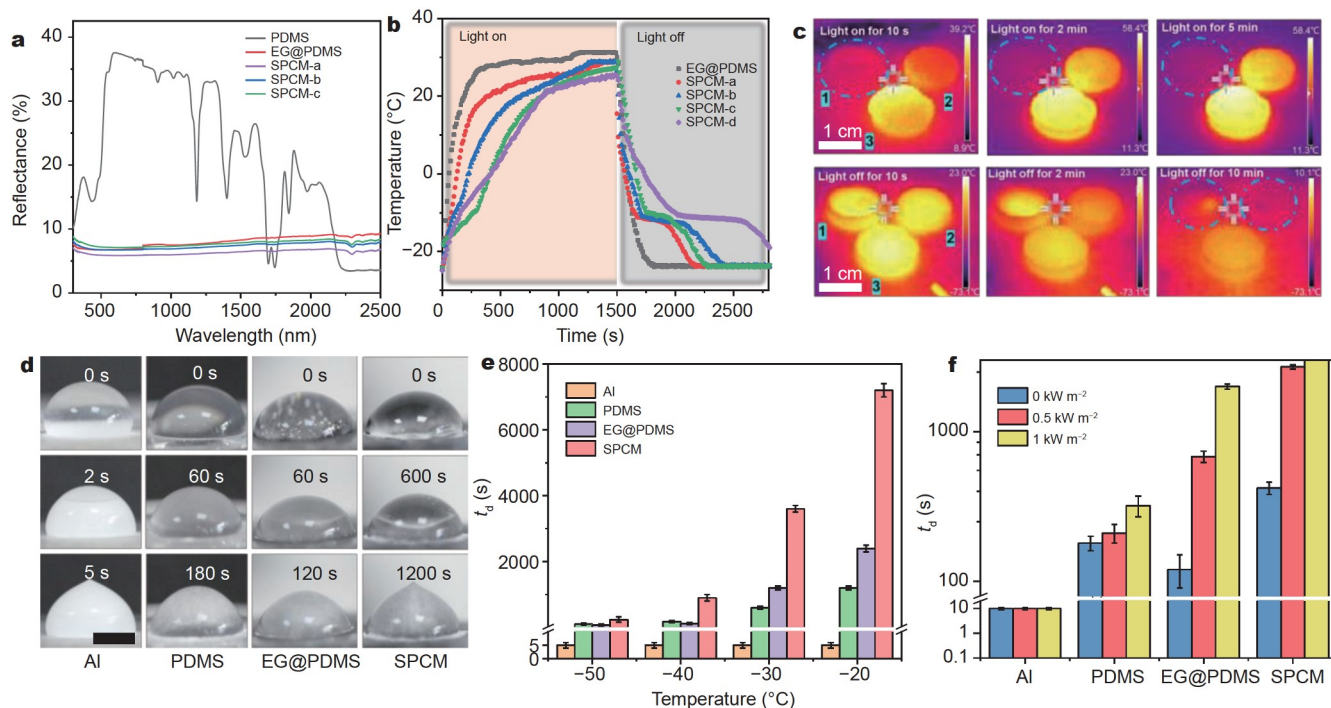 a
Reflectance (%)
50
40
30
20
10
0
PDMS
EG@PDMS
SPCM-a
SPCM-b
SPCM-c
500 1000 1500 2000 2500
Wavelength (nm)
b
Temperature (°C)
40
20
0
−20
Light on
Light off
EG@PDMS
SPCM-a
SPCM-b
SPCM-c
SPCM-d
0 500 1000 1500 2000 2500
Time (s)
c
Light on for 10 s 39.2℃
1 2
1 cm
3 8.9℃
Light on for 2 min 58.4℃
11.3℃
Light on for 5 min 58.4℃
11.3℃
Light off for 10 s 23.0℃
1 2
1 cm
3 -73.1℃
Light off for 2 min 23.0℃
-73.1℃
Light off for 10 min 10.1℃
-73.1℃
d
0 s 0 s 0 s 0 s
2 s 60 s 60 s 600 s
5 s 180 s 120 s 1200 s
Al PDMS EG@PDMS SPCM
e
t_d (s)
8000
6000
4000
2000
5
0
Al
PDMS
EG@PDMS
SPCM
−50 −40 −30 −20
Temperature (°C)
f
t_d (s)
1000
100
10
1
0.1
0 kW m⁻²
0.5 kW m⁻²
1 kW m⁻²
Al PDMS EG@PDMS SPCM